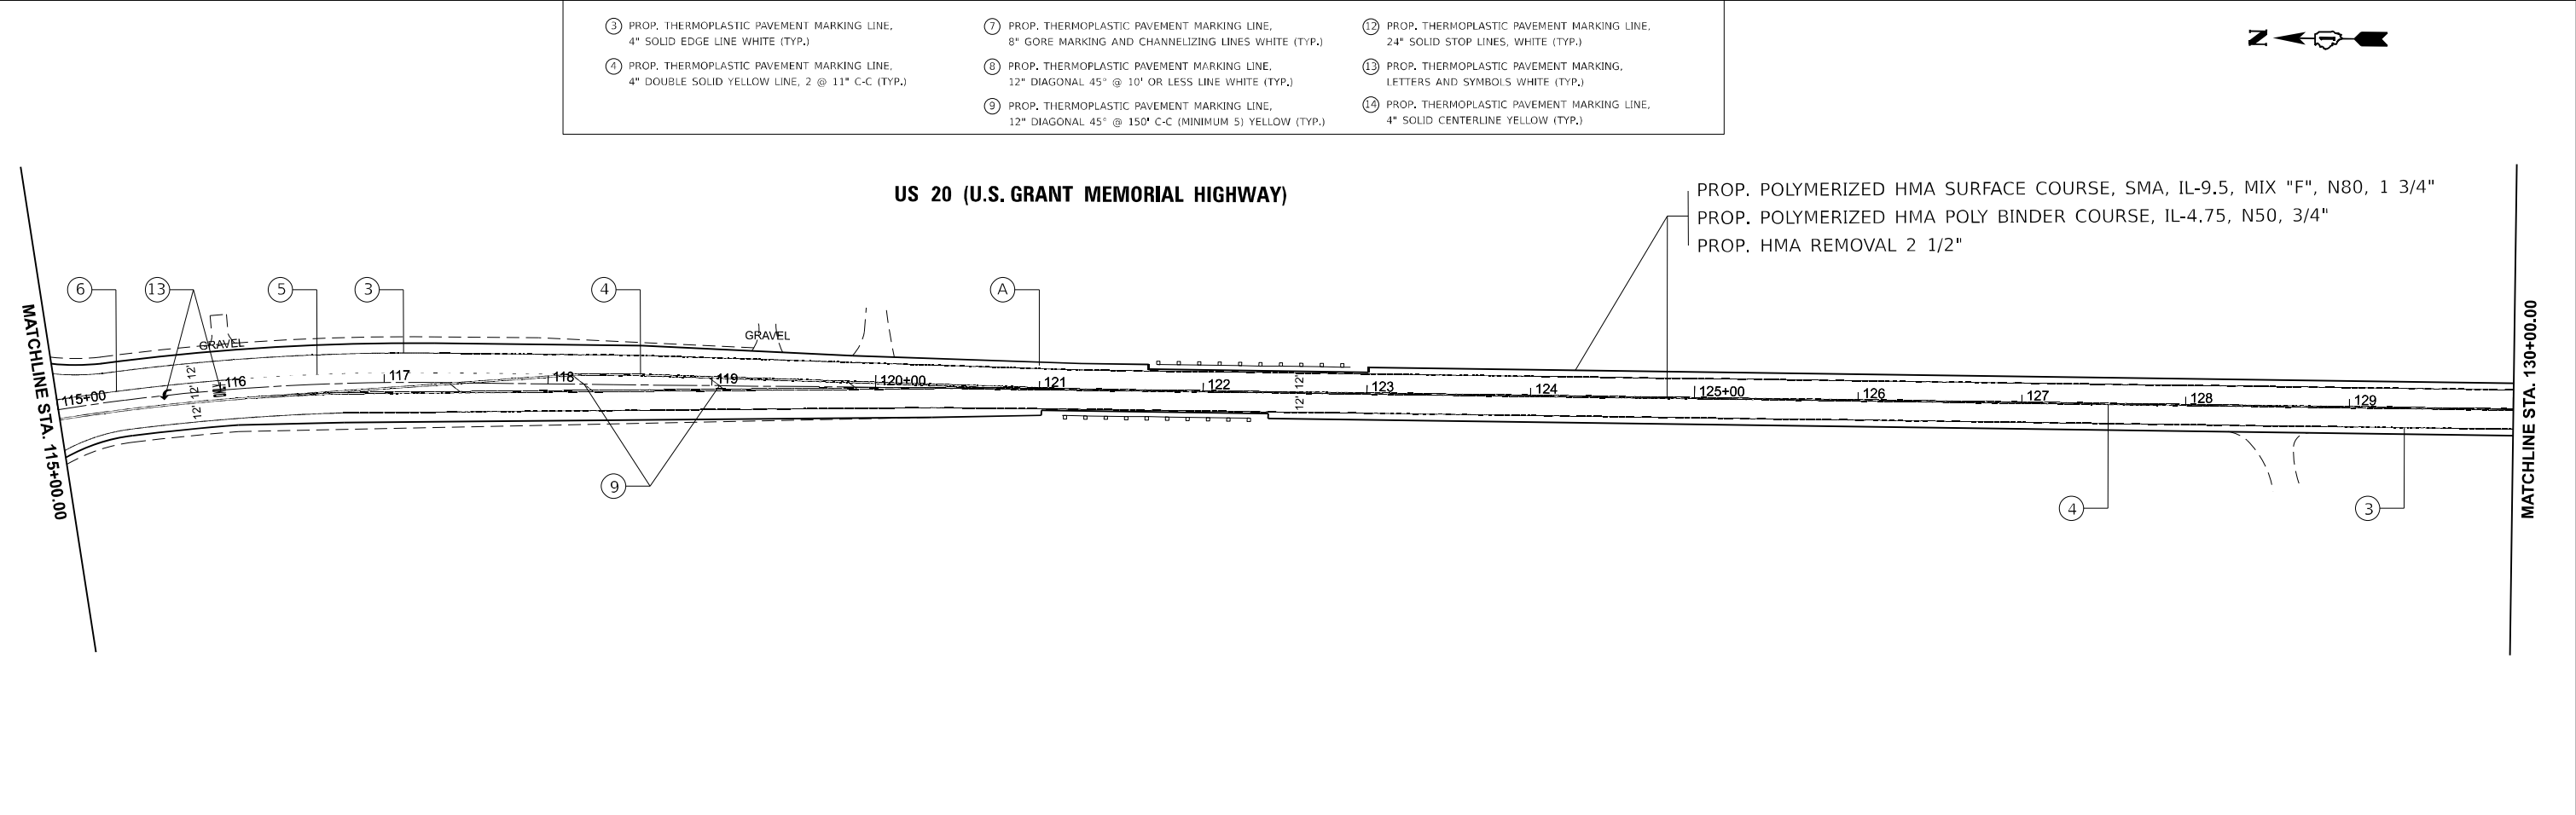 3 PROP. THERMOPLASTIC PAVEMENT MARKING LINE,
4" SOLID EDGE LINE WHITE (TYP.)
4 PROP. THERMOPLASTIC PAVEMENT MARKING LINE,
4" DOUBLE SOLID YELLOW LINE, 2 @ 11" C-C (TYP.)
7 PROP. THERMOPLASTIC PAVEMENT MARKING LINE,
8" GORE MARKING AND CHANNELIZING LINES WHITE (TYP.)
8 PROP. THERMOPLASTIC PAVEMENT MARKING LINE,
12" DIAGONAL 45° @ 10' OR LESS LINE WHITE (TYP.)
9 PROP. THERMOPLASTIC PAVEMENT MARKING LINE,
12" DIAGONAL 45° @ 150' C-C (MINIMUM 5) YELLOW (TYP.)
12 PROP. THERMOPLASTIC PAVEMENT MARKING LINE,
24" SOLID STOP LINES, WHITE (TYP.)
13 PROP. THERMOPLASTIC PAVEMENT MARKING,
LETTERS AND SYMBOLS WHITE (TYP.)
14 PROP. THERMOPLASTIC PAVEMENT MARKING LINE,
4" SOLID CENTERLINE YELLOW (TYP.)
N
US 20 (U.S. GRANT MEMORIAL HIGHWAY)
PROP. POLYMERIZED HMA SURFACE COURSE, SMA, IL-9.5, MIX "F", N80, 1 3/4"
PROP. POLYMERIZED HMA POLY BINDER COURSE, IL-4.75, N50, 3/4"
PROP. HMA REMOVAL 2 1/2"
MATCHLINE STA. 115+00.00
6
13
5
3
4
A
GRAVEL
GRAVEL
12'
12'
12'
115+00
116
117
118
119
120+00
121
122
12'
12'
123
124
125+00
126
127
128
129
9
4
3
MATCHLINE STA. 130+00.00